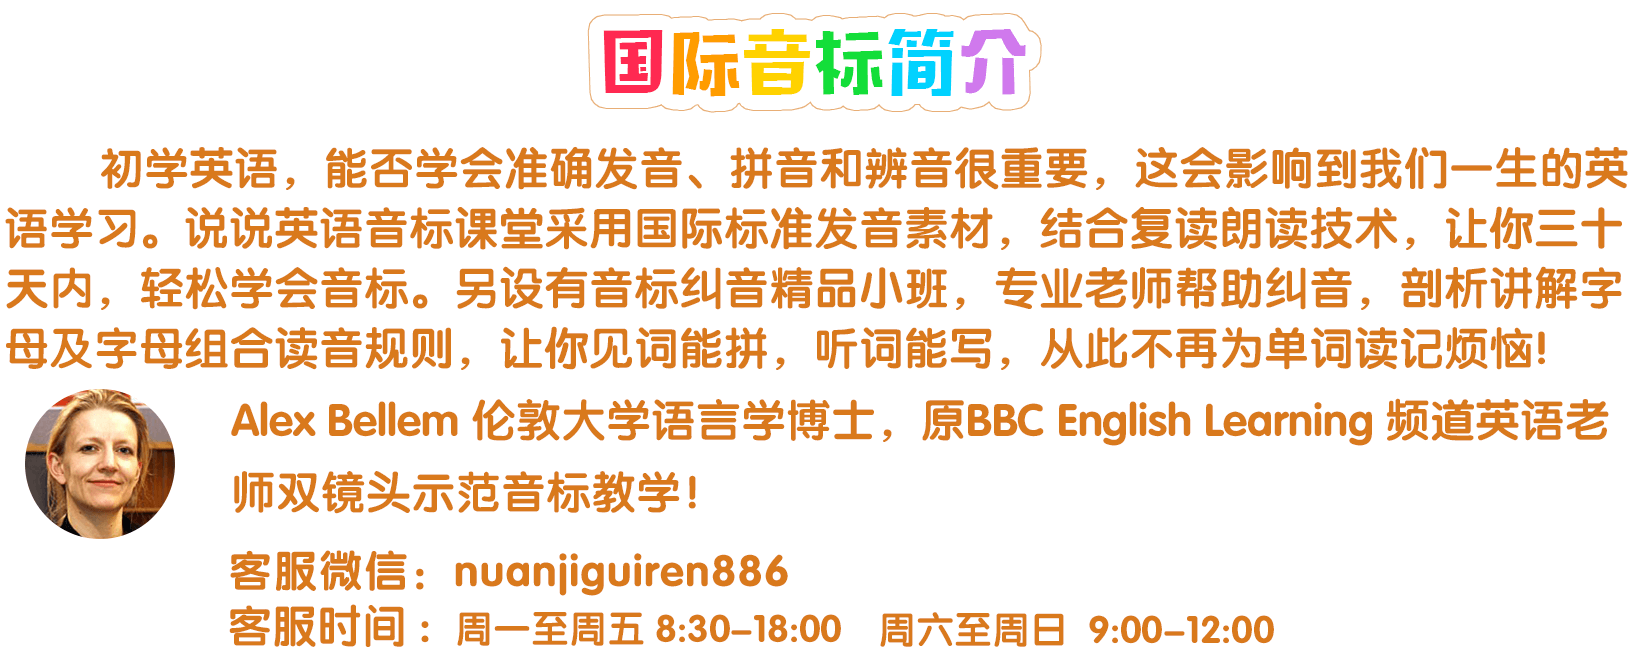 国际音标简介
初学英语，能否学会准确发音、拼音和辨音很重要，这会影响到我们一生的英
语学习。说说英语音标课堂采用国际标准发音素材，结合复读朗读技术，让你三十
天内，轻松学会音标。另设有音标纠音精品小班，专业老师帮助纠音，剖析讲解字
母及字母组合读音规则，让你见词能拼，听词能写，从此不再为单词读记烦恼!
Alex Bellem 伦敦大学语言学博士，原BBC English Learning 频道英语老
师双镜头示范音标教学!
客服微信：nuanjiguiren886
客服时间：周一至周五 8:30-18:00 周六至周日 9:00-12:00